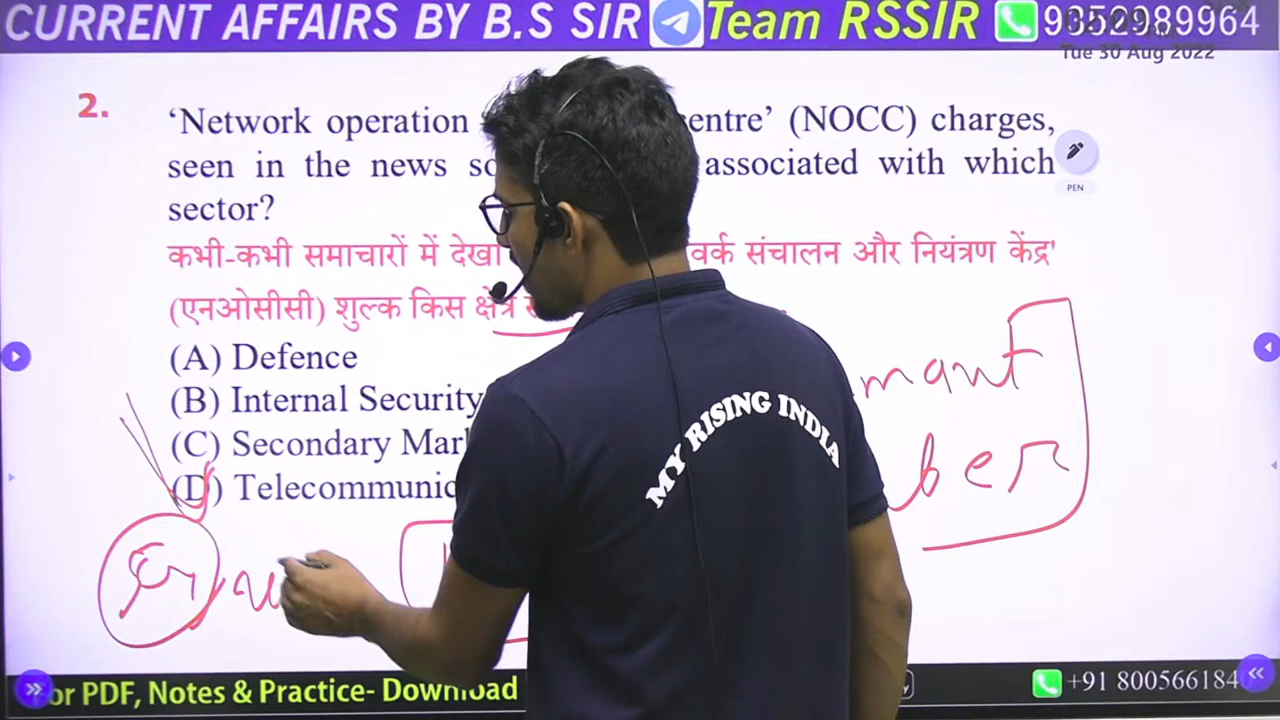 CURRENT AFFAIRS BY B.S SIR Team RSSIR 9352989964
Tue 30 Aug 2022
2. 'Network operation entre' (NOCC) charges,
PEN
seen in the news so associated with which
sector?
कभी-कभी समाचारों में देखा वर्क संचालन और नियंत्रण केंद्र'
(एनओसीसी) शुल्क किस क्षेत्र स
(A) Defence
(B) Internal Security
(C) Secondary Mar
(D) Telecommunic
mant
ber
MY RISING INDIA
or PDF, Notes & Practice- Download
+91 800566184